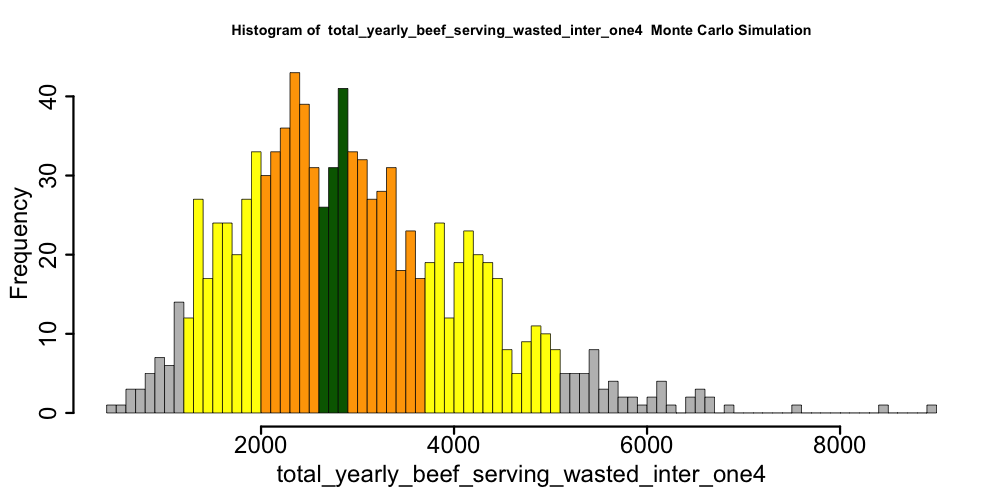 Histogram of  total_yearly_beef_serving_wasted_inter_one4  Monte Carlo Simulation
Frequency
40
30
20
10
0
2000 4000 6000 8000
total_yearly_beef_serving_wasted_inter_one4